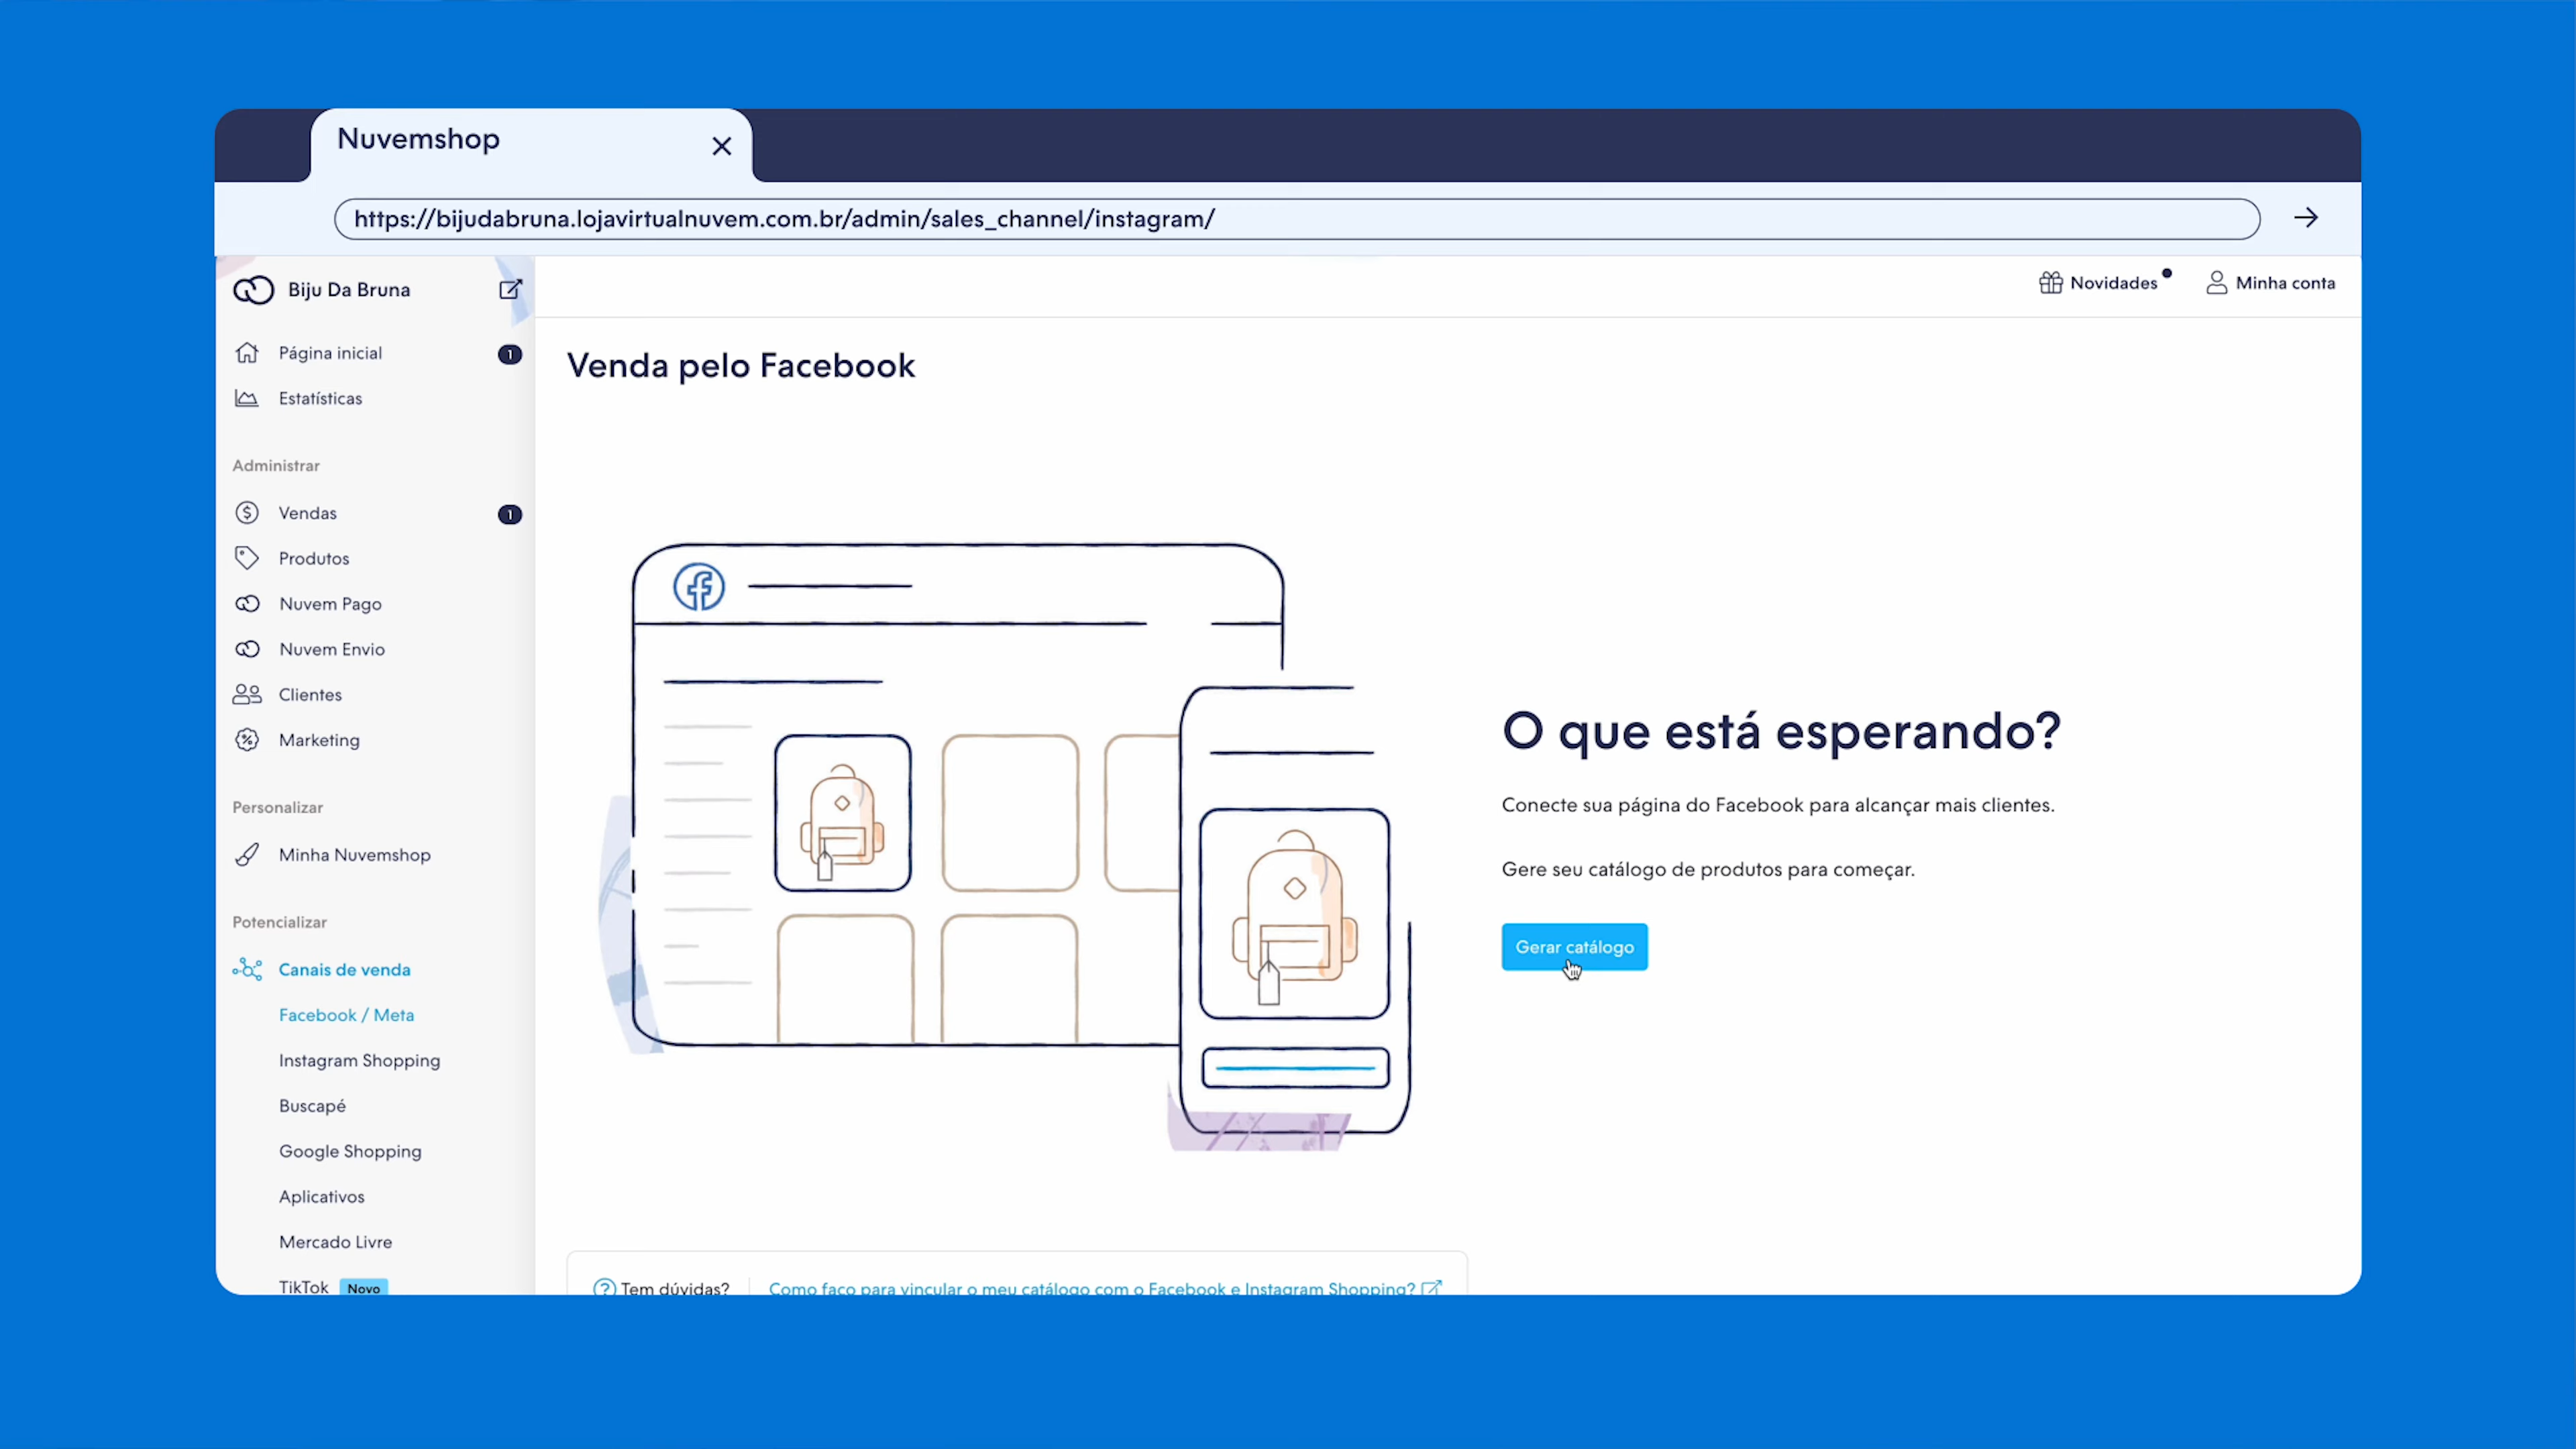 Nuvemshop
https://bijudabruna.lojavirtualnuvem.com.br/admin/sales_channel/instagram/
Biju Da Bruna
Novidades
Minha conta
Página inicial 1
Estatísticas
Administrar
Vendas 1
Produtos
Nuvem Pago
Nuvem Envio
Clientes
Marketing
Personalizar
Minha Nuvemshop
Potencializar
Canais de venda
Facebook / Meta
Instagram Shopping
Buscapé
Google Shopping
Aplicativos
Mercado Livre
TikTok Novo
Venda pelo Facebook
O que está esperando?
Conecte sua página do Facebook para alcançar mais clientes.
Gere seu catálogo de produtos para começar.
Gerar catálogo
Tem dúvidas?
Como faço para vincular o meu catálogo com o Facebook e Instagram Shopping?